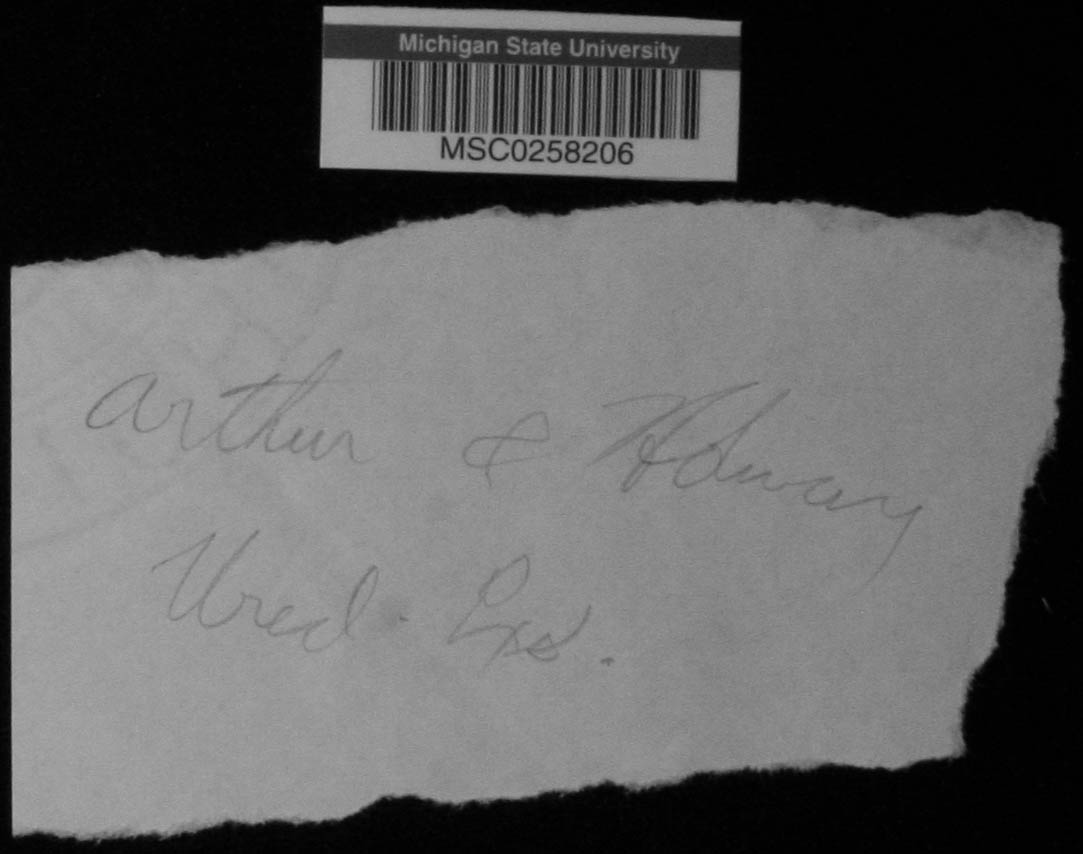 Michigan State University
MSC0258206
Arthur & Holway
Ured. Exs.